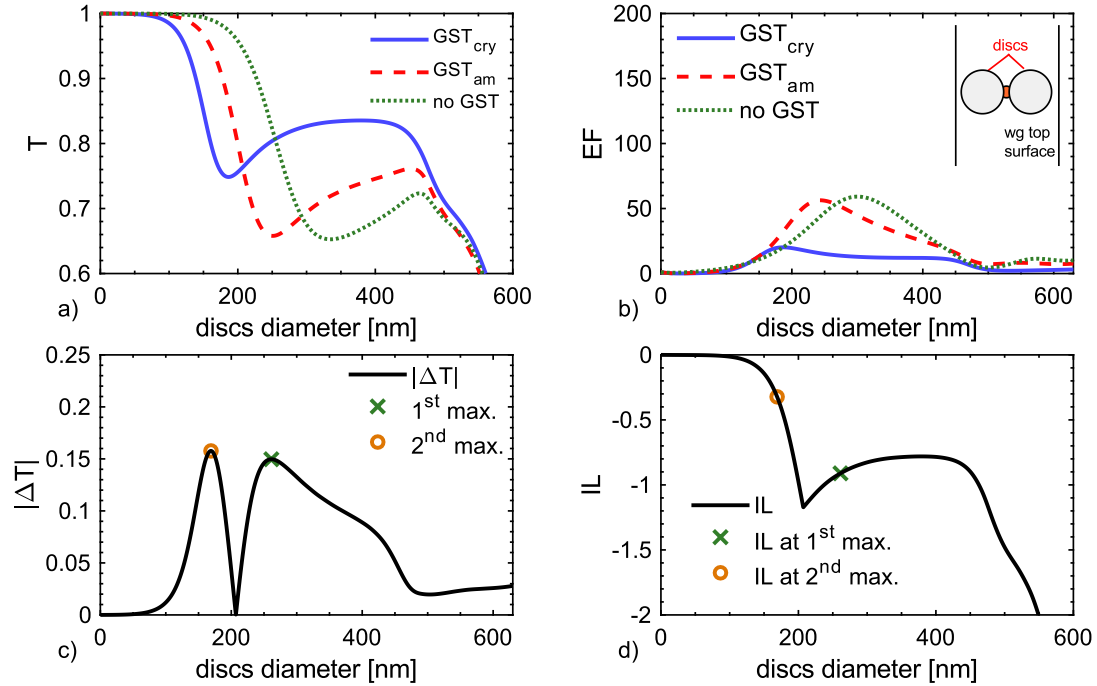 1
0.9
0.8
0.7
0.6
T
0 200 400 600
discs diameter [nm]
a)
GSTcry
GSTam
no GST
200
150
100
50
0
EF
0 200 400 600
discs diameter [nm]
b)
GSTcry
GSTam
no GST
discs
wg top
surface
0.25
0.20
0.15
0.1
0.05
0
|ΔT|
0 200 400 600
discs diameter [nm]
c)
|ΔT|
1st max.
2nd max.
0
-0.5
-1
-1.5
-2
IL
0 200 400 600
discs diameter [nm]
d)
IL
IL at 1st max.
IL at 2nd max.